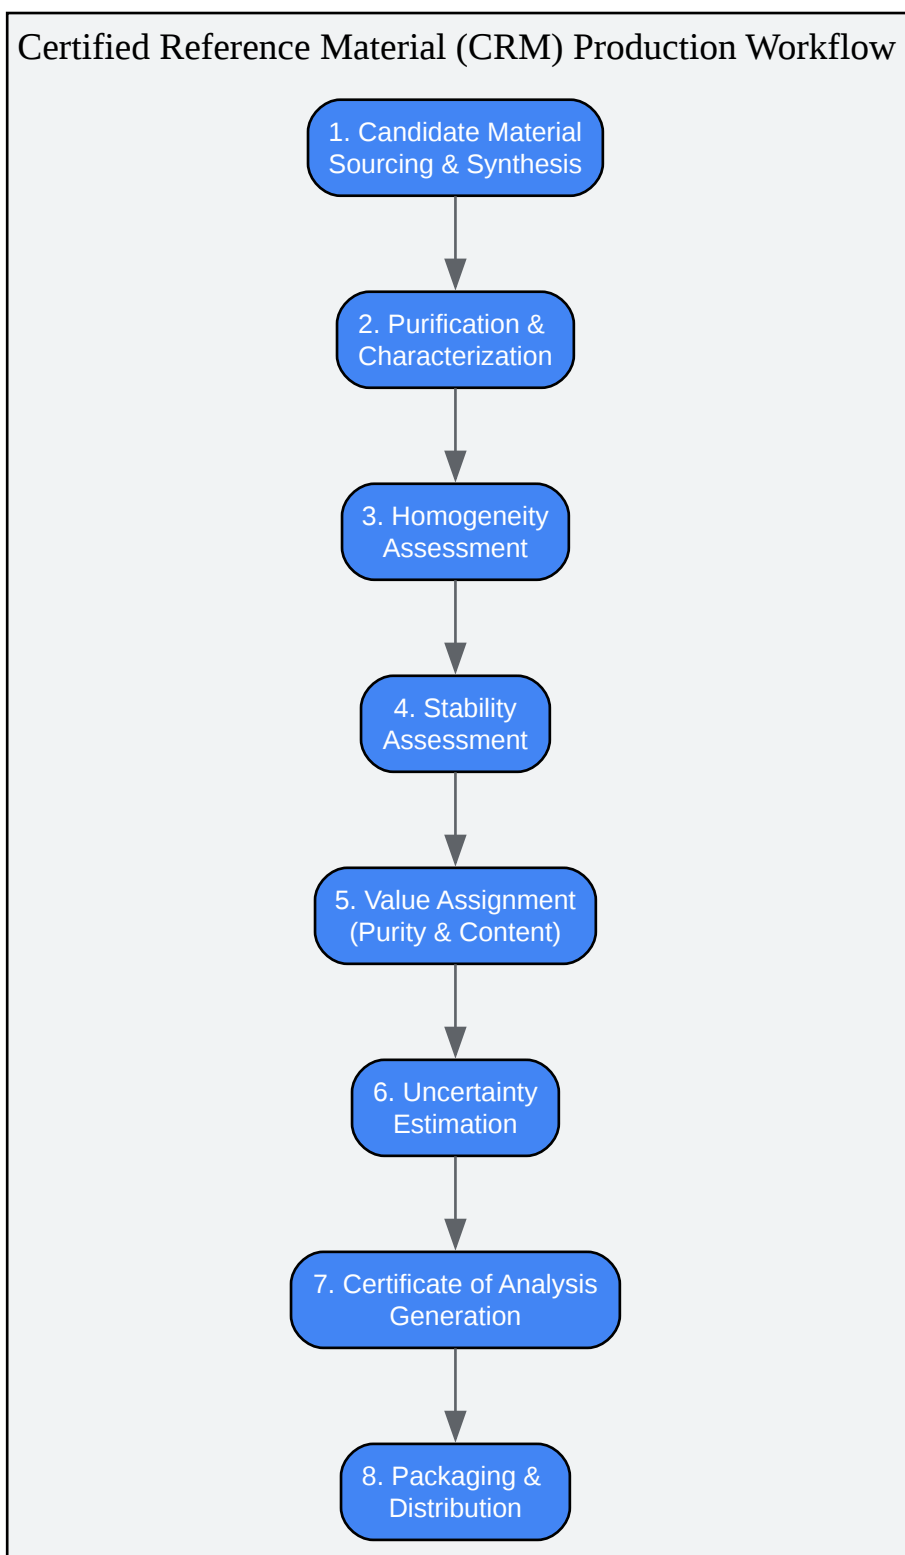 Certified Reference Material (CRM) Production Workflow
1. Candidate Material
Sourcing & Synthesis
2. Purification &
Characterization
3. Homogeneity
Assessment
4. Stability
Assessment
5. Value Assignment
(Purity & Content)
6. Uncertainty
Estimation
7. Certificate of Analysis
Generation
8. Packaging &
Distribution